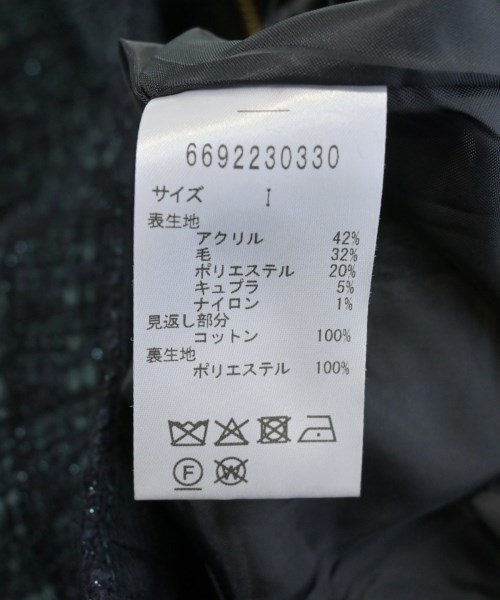 6692230330
サイズ I
表生地
アクリル 42%
毛 32%
ポリエステル 20%
キュプラ 5%
ナイロン 1%
見返し部分
コットン 100%
裏生地
ポリエステル 100%
F W